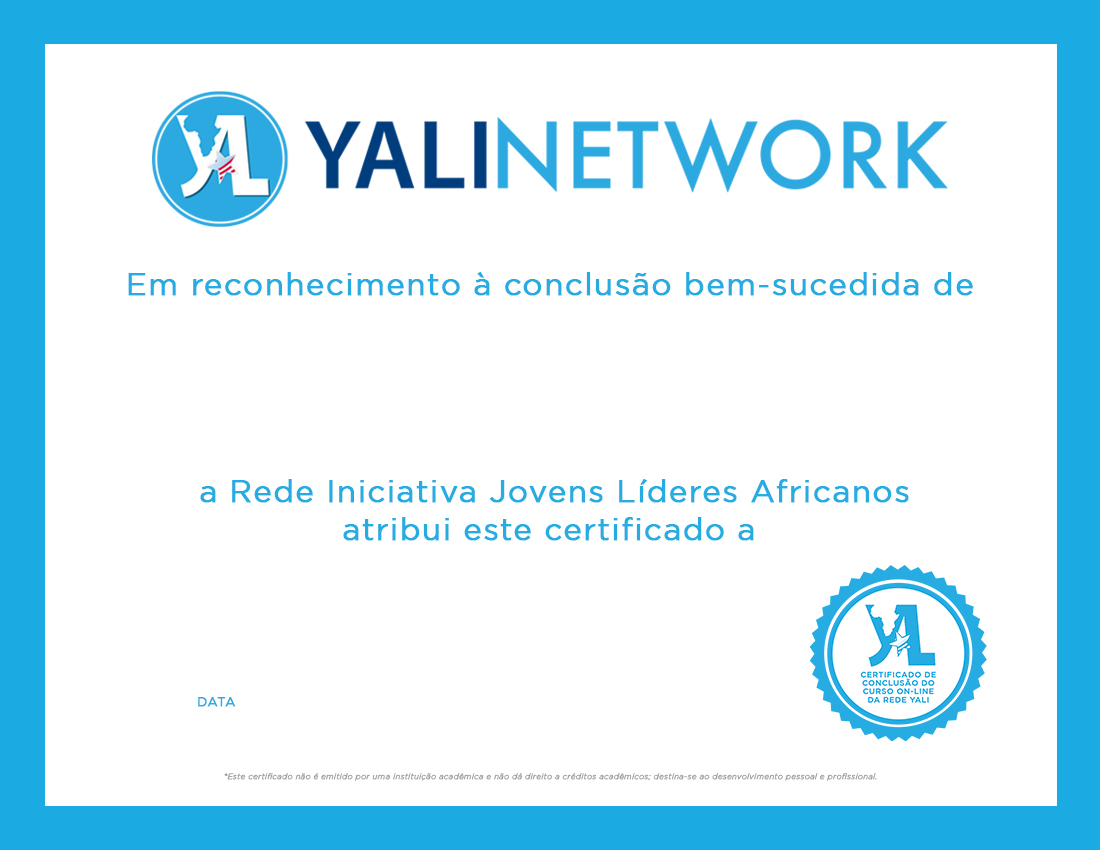 YALINETWORK
Em reconhecimento à conclusão bem-sucedida de
a Rede Iniciativa Jovens Líderes Africanos
atribui este certificado a
YAL
CERTIFICADO DE
CONCLUSÃO DO
CURSO ON-LINE
DA REDE YALI
DATA
*Este certificado não é emitido por uma instituição acadêmica e não dá direito a créditos acadêmicos; destina-se ao desenvolvimento pessoal e profissional.